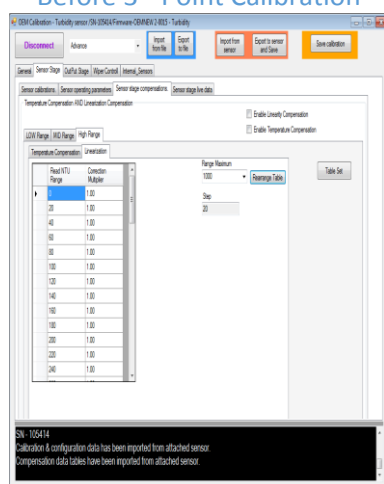 Before 3 - Point Calibration
OEM Calibration - Turbidity sensor /SN-105414/Firmware-OEMNEW 2-8015 - Turbidity
Disconnect Advance Import from file Export to file Import from sensor Export to sensor and Save Save calibration
General Sensor Stage OutPut Stage Wiper Controll Internal_Sensors
Sensor calibrations. Sensor operating parameters Sensor stage compensations. Sensor stage live data
Temperature Compensation AND Linearization Compensation
Enable Linearity Compensation
Enable Temperature Compensation
LOW Range MID Range High Range
Temperature Compensation Linearization
Read NTU Range Correction Multiplier
Range Maximum
1000 Rearrange Table Table Set
Step
20
0 1.00
20 1.00
40 1.00
60 1.00
80 1.00
100 1.00
120 1.00
140 1.00
160 1.00
180 1.00
200 1.00
220 1.00
240 1.00
SN - 105414
Calibration & configuration data has been imported from attached sensor.
Compensation data tables have been imported from attached sensor.